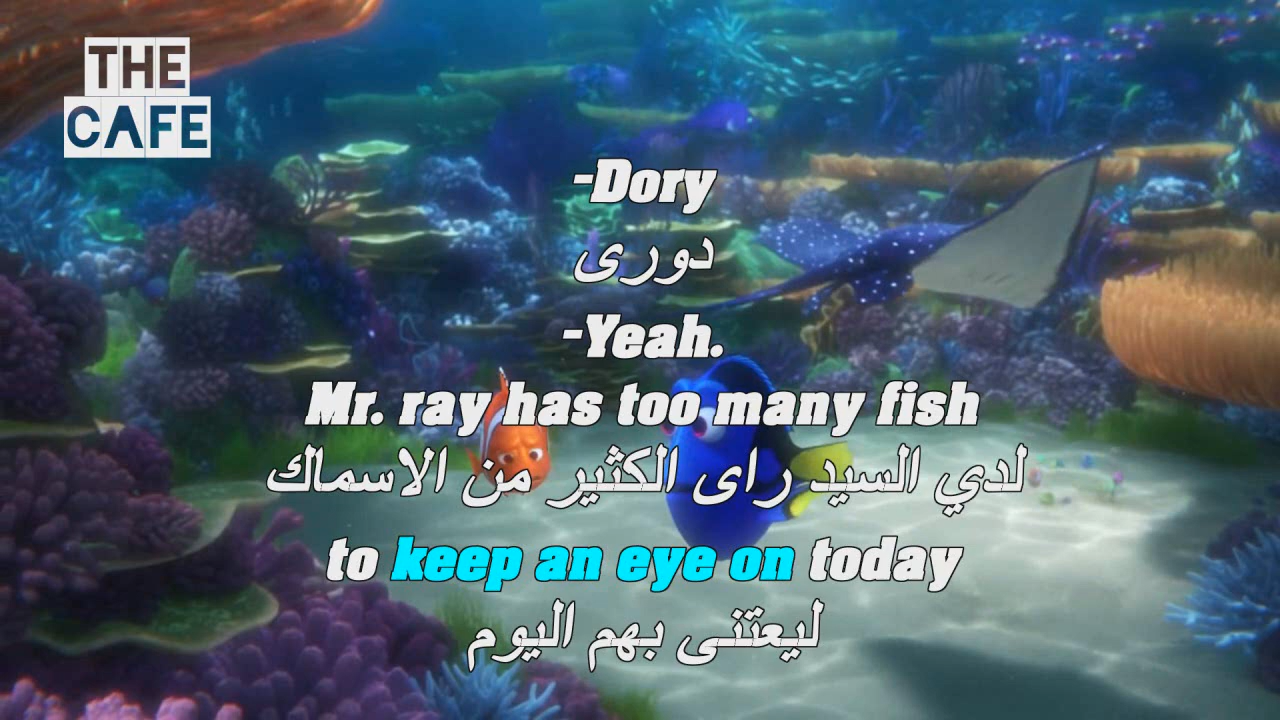 THE
CAFE
-Dory
دورى
-Yeah.
Mr. ray has too many fish
لدي السيد راى الكثير من الاسماك
to keep an eye on today
ليعتنى بهم اليوم